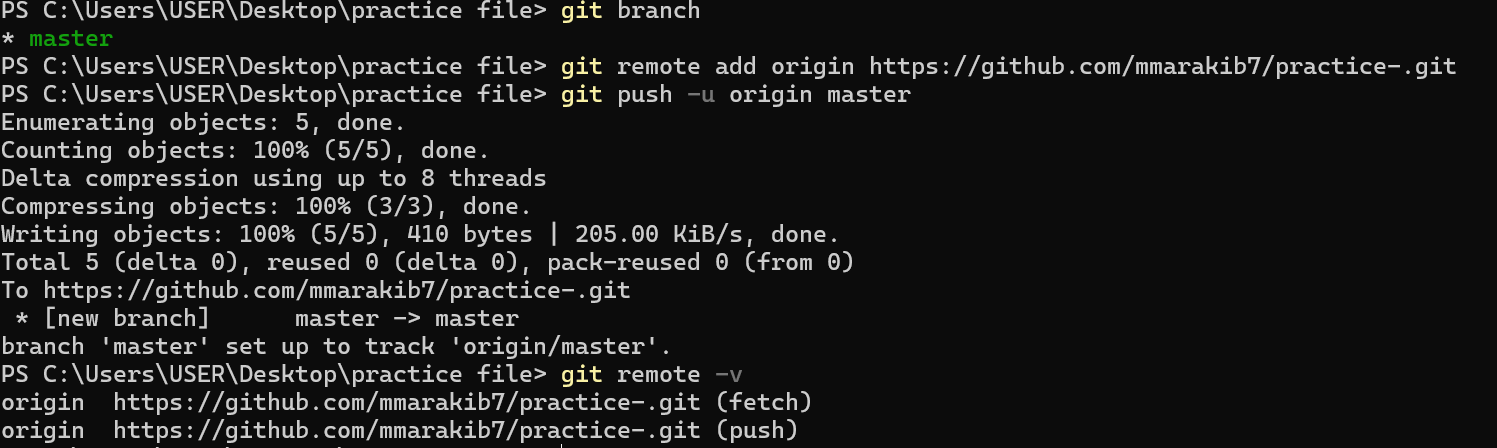 PS C:\Users\USER\Desktop\practice file> git branch
* master
PS C:\Users\USER\Desktop\practice file> git remote add origin https://github.com/mmarakib7/practice-.git
PS C:\Users\USER\Desktop\practice file> git push -u origin master
Enumerating objects: 5, done.
Counting objects: 100% (5/5), done.
Delta compression using up to 8 threads
Compressing objects: 100% (3/3), done.
Writing objects: 100% (5/5), 410 bytes | 205.00 KiB/s, done.
Total 5 (delta 0), reused 0 (delta 0), pack-reused 0 (from 0)
To https://github.com/mmarakib7/practice-.git
 * [new branch]      master -> master
branch 'master' set up to track 'origin/master'.
PS C:\Users\USER\Desktop\practice file> git remote -v
origin  https://github.com/mmarakib7/practice-.git (fetch)
origin  https://github.com/mmarakib7/practice-.git (push)